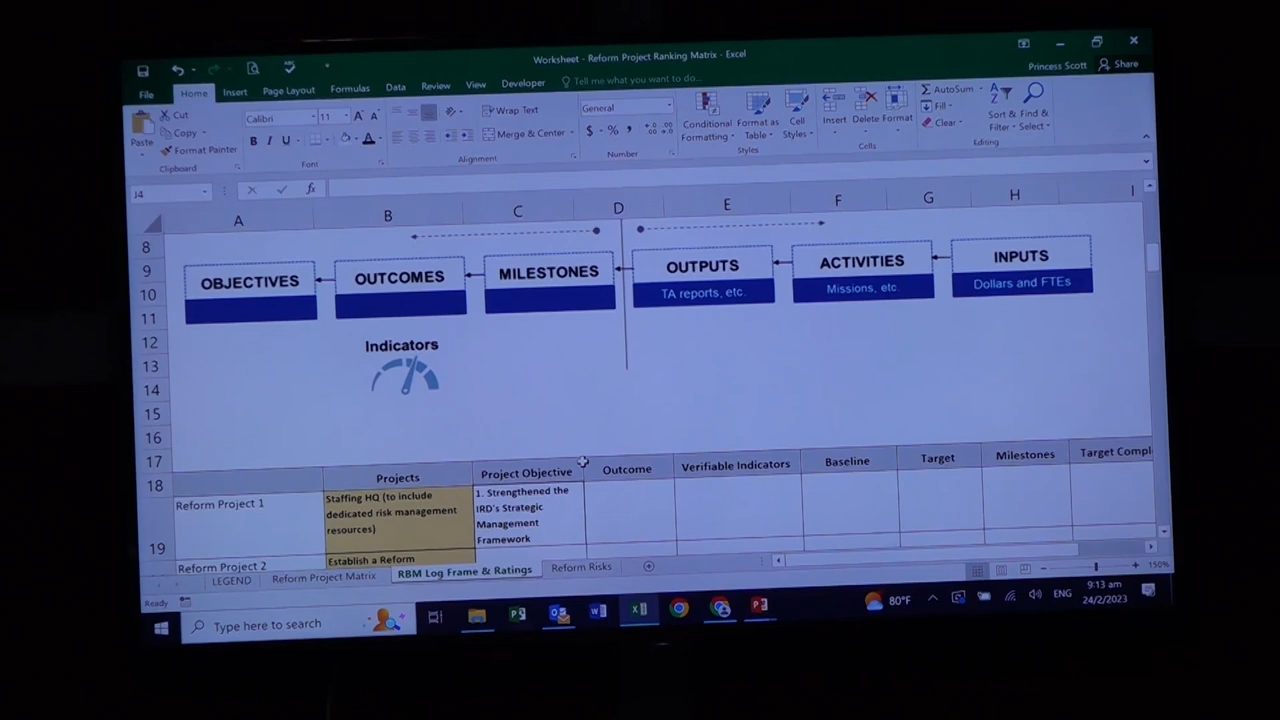 Worksheet - Reform Project Ranking Matrix - Excel
Princess Scott
Share
File
Home
Insert
Page Layout
Formulas
Data
Review
View
Developer
Tell me what you want to do...
Paste
Cut
Copy
Format Painter
Clipboard
Calibri
11
B I U
Font
Wrap Text
Merge & Center
Alignment
General
$ % ,
Number
Conditional Formatting
Format as Table
Cell Styles
Styles
Insert
Delete
Format
Cells
AutoSum
Fill
Clear
Sort & Filter
Find & Select
Editing
J4
fx
A B C D E F G H I
8
9
10
11
12
13
14
15
16
17
18
19
OBJECTIVES
OUTCOMES
MILESTONES
OUTPUTS
TA reports, etc.
ACTIVITIES
Missions, etc.
INPUTS
Dollars and FTEs
Indicators
Projects
Project Objective
Outcome
Verifiable Indicators
Baseline
Target
Milestones
Target Compl
Reform Project 1
Staffing HQ (to include
dedicated risk management
resources)
1. Strengthened the
IRD's Strategic
Management
Framework
Reform Project 2
Establish a Reform
LEGEND
Reform Project Matrix
RBM Log Frame & Ratings
Reform Risks
Ready
150%
Type here to search
80°F
ENG
9:13 am
24/2/2023